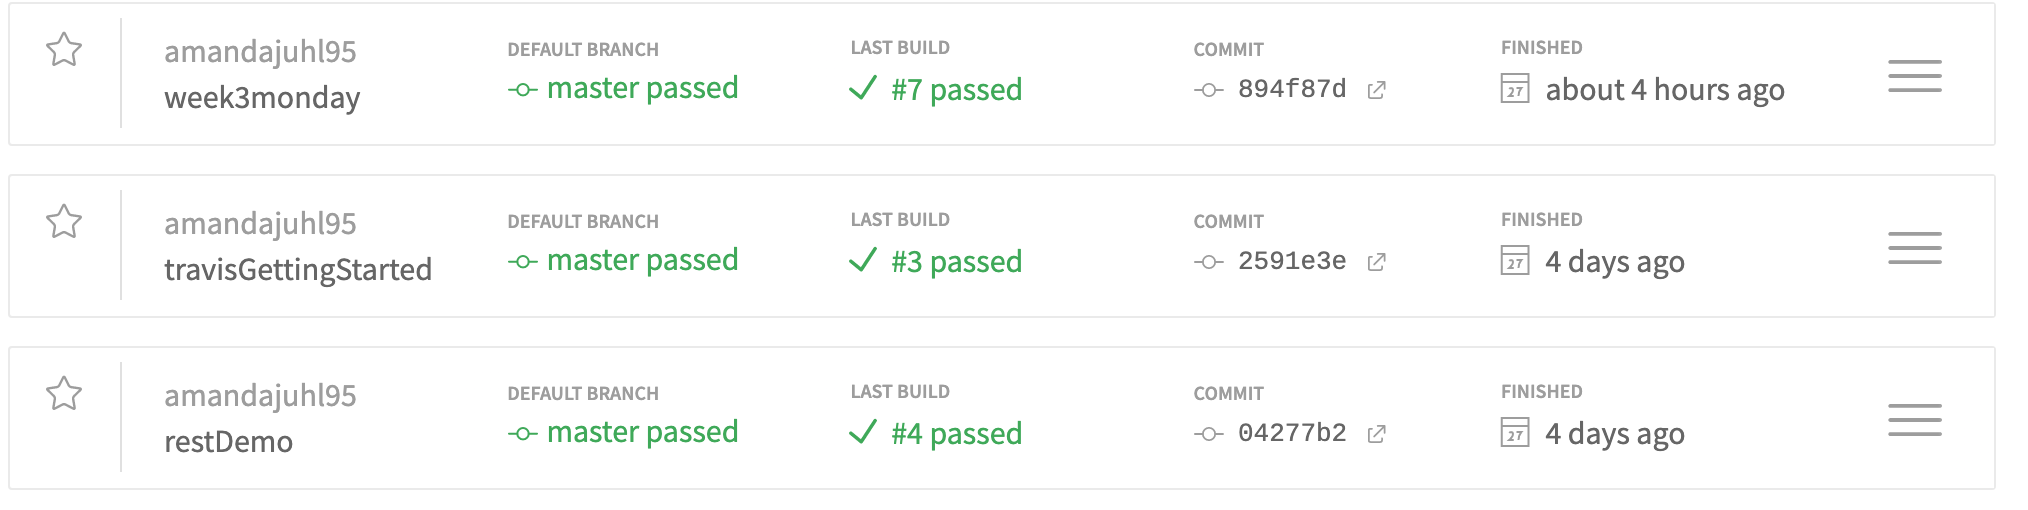 amandajuhl95
week3monday
DEFAULT BRANCH
master passed
LAST BUILD
#7 passed
COMMIT
894f87d
FINISHED
27
about 4 hours ago
amandajuhl95
travisGettingStarted
DEFAULT BRANCH
master passed
LAST BUILD
#3 passed
COMMIT
2591e3e
FINISHED
27
4 days ago
amandajuhl95
restDemo
DEFAULT BRANCH
master passed
LAST BUILD
#4 passed
COMMIT
04277b2
FINISHED
27
4 days ago